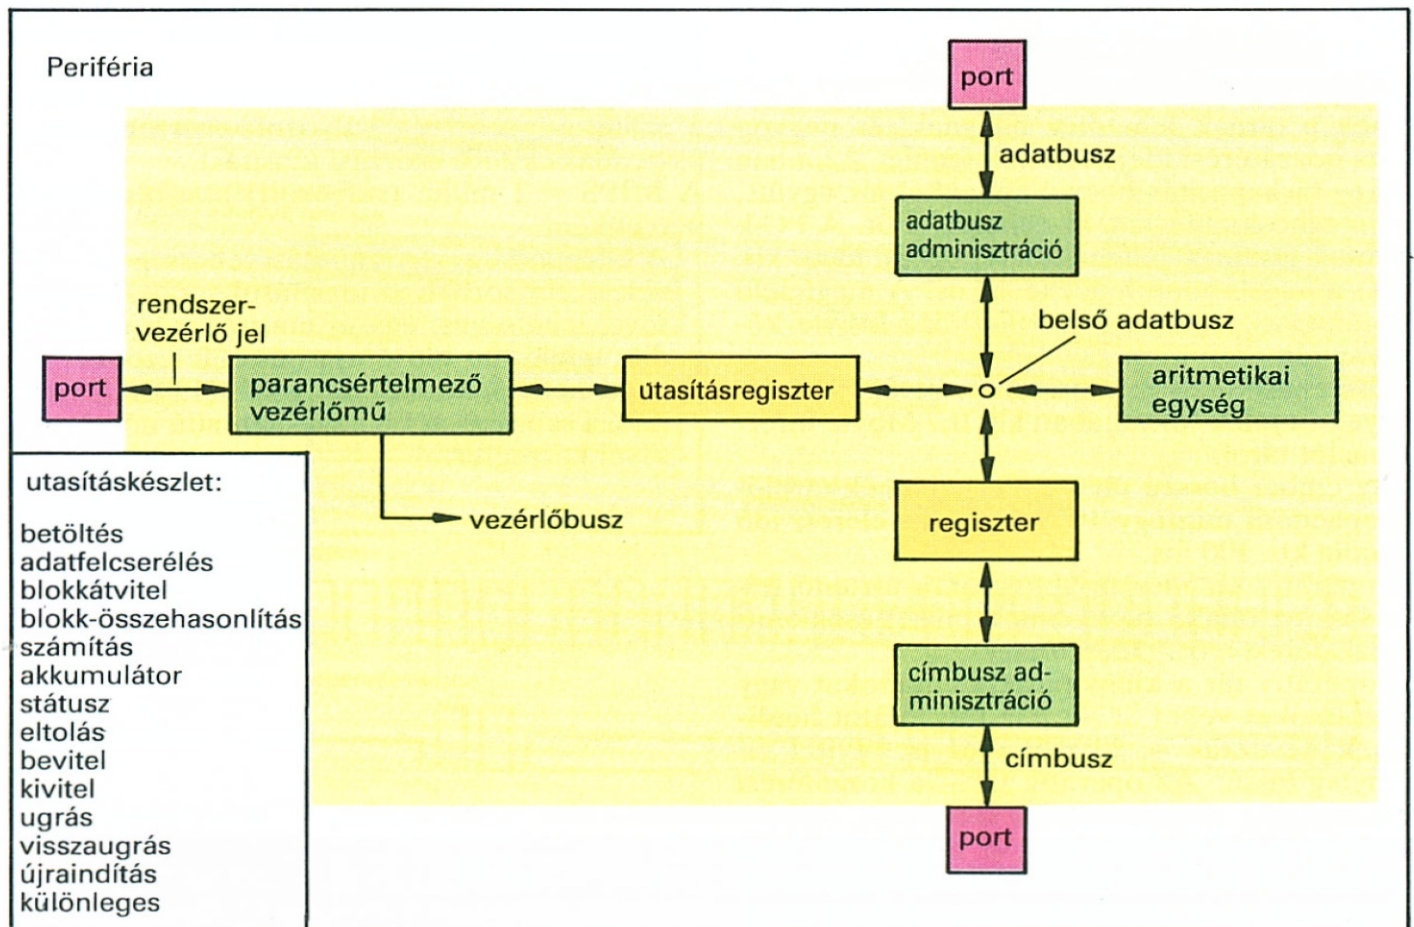 Periféria
port
adatbusz
adatbusz
adminisztráció
rendszer-
vezérlő jel
belső adatbusz
port
parancsértelmező
vezérlőmű
utasításregiszter
aritmetikai
egység
utasításkészlet:
vezérlőbusz
regiszter
betöltés
adatfelcserélés
blokkátvitel
blokk-összehasonlítás
számítás
akkumulátor
státusz
eltolás
bevitel
kivitel
ugrás
visszaugrás
újraindítás
különleges
címbusz ad-
minisztráció
címbusz
port